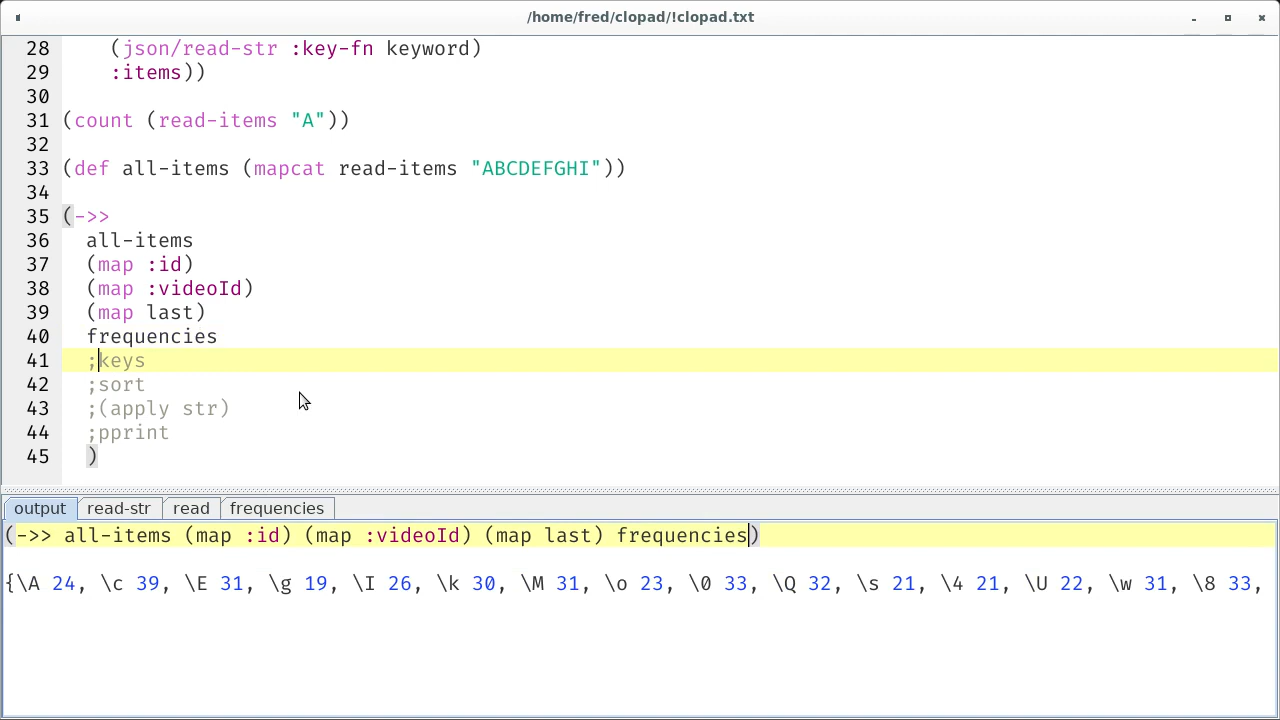 /home/fred/clopad/!clopad.txt
28 (json/read-str :key-fn keyword)
29 :items))
30
31 (count (read-items "A"))
32
33 (def all-items (mapcat read-items "ABCDEFGHI"))
34
35 (->>
36 all-items
37 (map :id)
38 (map :videoId)
39 (map last)
40 frequencies
41 ;keys
42 ;sort
43 ;(apply str)
44 ;pprint
45 )
output read-str read frequencies
(->> all-items (map :id) (map :videoId) (map last) frequencies)
{\A 24, \c 39, \E 31, \g 19, \I 26, \k 30, \M 31, \o 23, \0 33, \Q 32, \s 21, \4 21, \U 22, \w 31, \8 33,